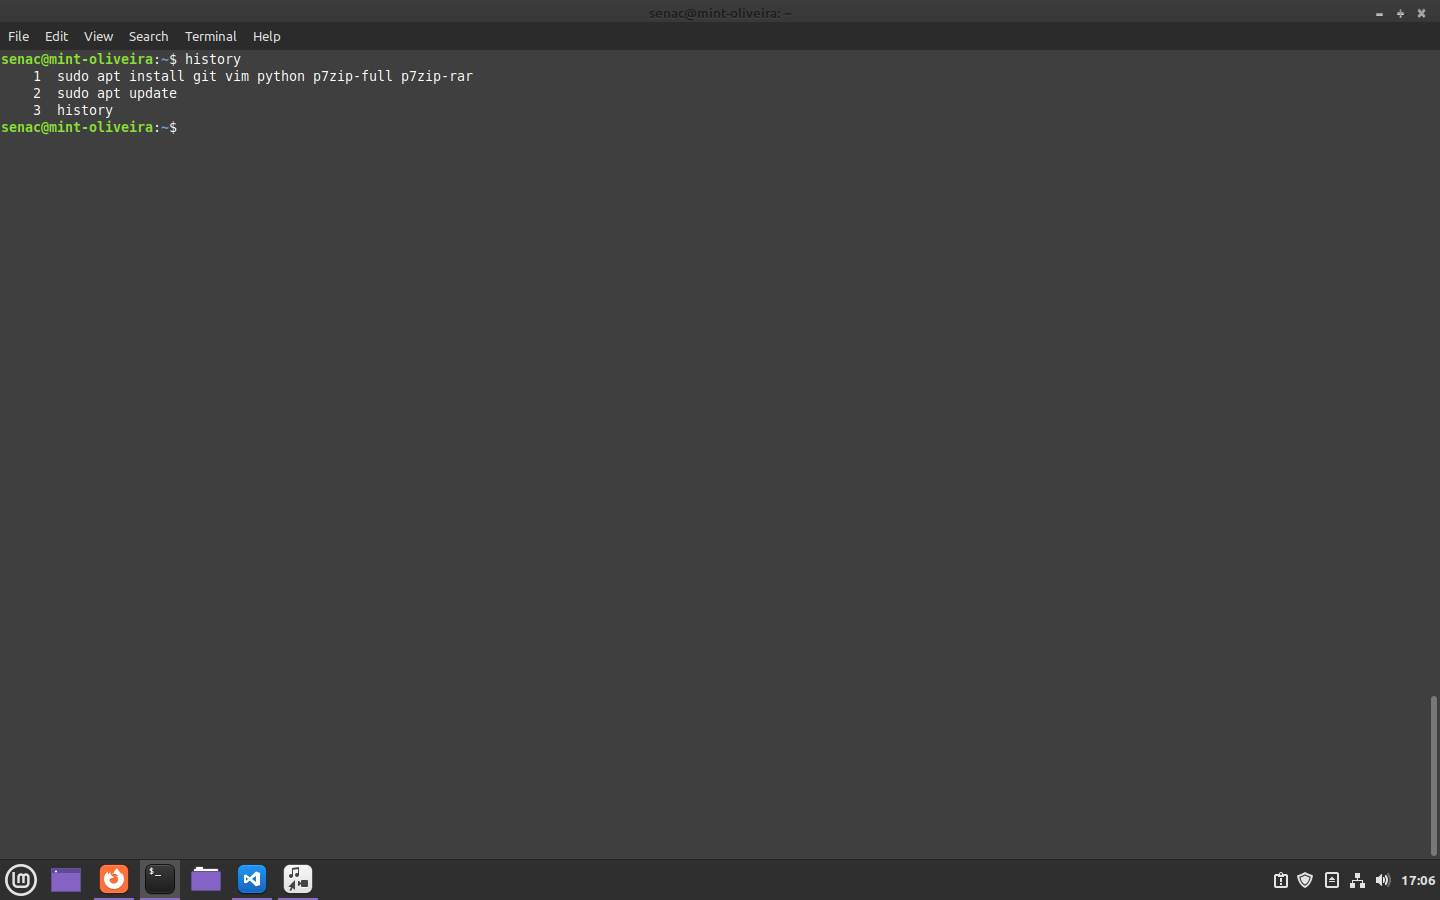 senac@mint-oliveira: ~
File Edit View Search Terminal Help
senac@mint-oliveira:~$ history
1 sudo apt install git vim python p7zip-full p7zip-rar
2 sudo apt update
3 history
senac@mint-oliveira:~$
$_
17:06